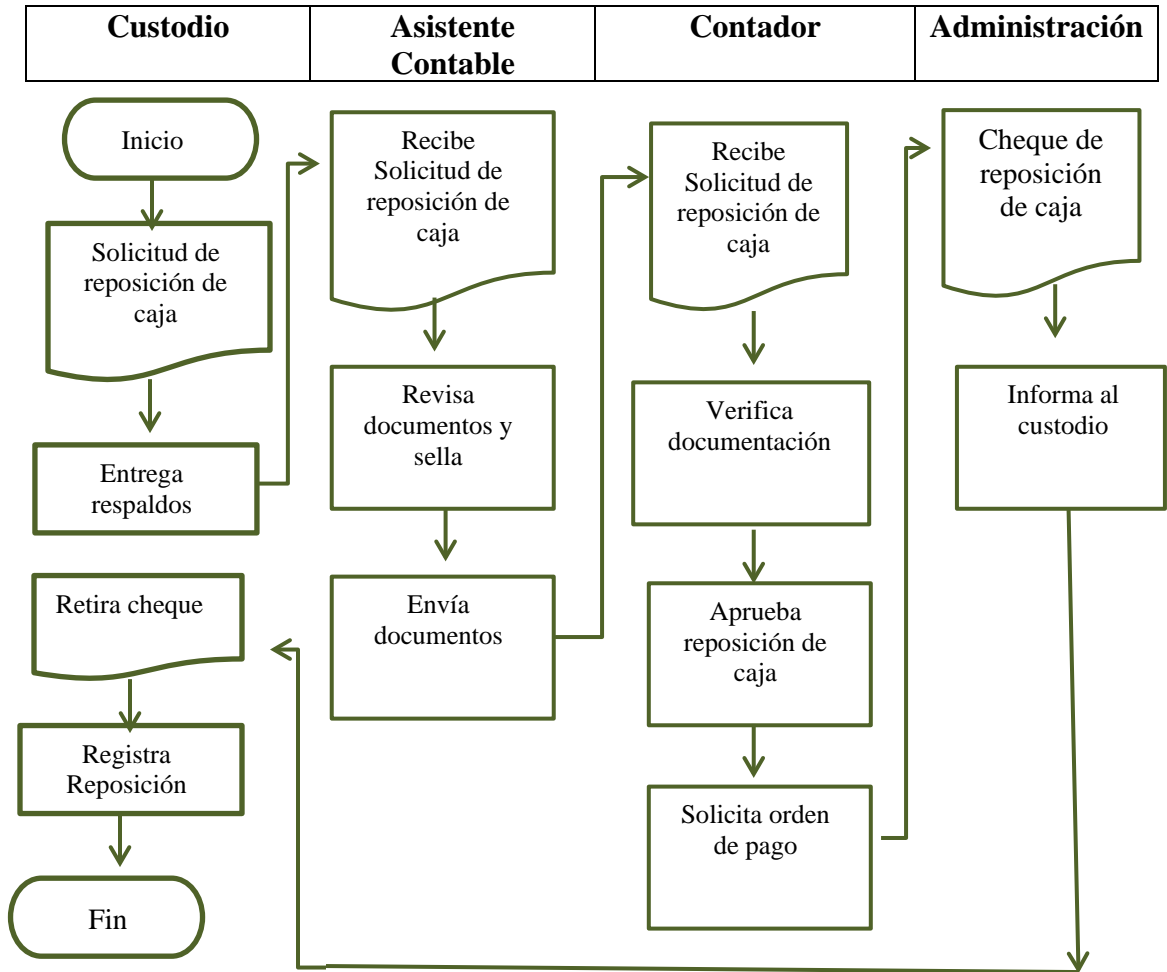 Custodio
Asistente
Contable
Contador
Administración
Inicio
Solicitud de
reposición de
caja
Entrega
respaldos
Recibe
Solicitud de
reposición de
caja
Revisa
documentos y
sella
Envía
documentos
Recibe
Solicitud de
reposición de
caja
Verifica
documentación
Aprueba
reposición de
caja
Solicita orden
de pago
Cheque de
reposición
de caja
Informa al
custodio
Retira cheque
Registra
Reposición
Fin